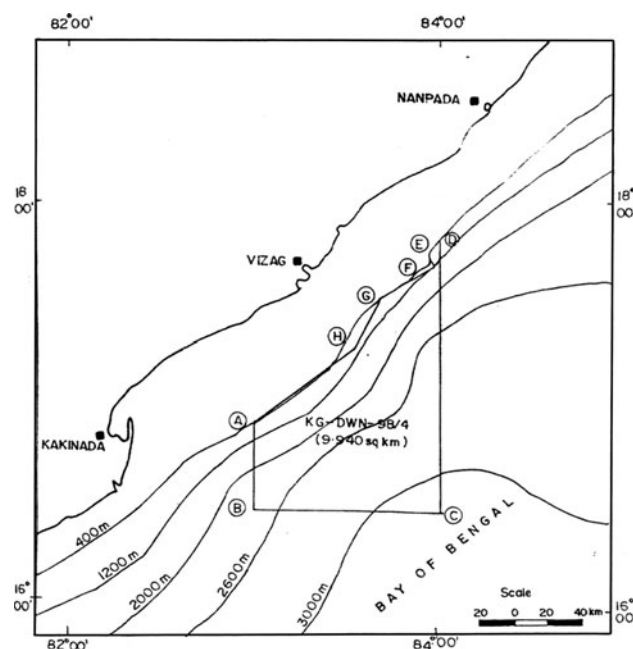 82°00' 84°00'
NANPADA
18 00' 18° 00'
E D
VIZAG F
G
H
A
KG-DWN-98/4
KAKINADA (9·940 sq km)
B C
400m
1200m
2000m
2600m
3000m
BAY OF BENGAL
Scale
20 0 20 40 km
16° 00' 16° 00'
82°00' 84°00'